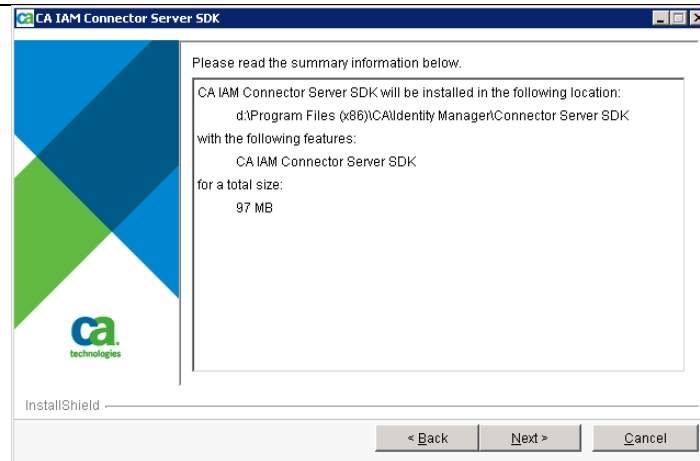 CA IAM Connector Server SDK
Please read the summary information below.
CA IAM Connector Server SDK will be installed in the following location:
d:\Program Files (x86)\CA\Identity Manager\Connector Server SDK
with the following features:
CA IAM Connector Server SDK
for a total size:
97 MB
ca.
technologies
InstallShield
< Back
Next >
Cancel